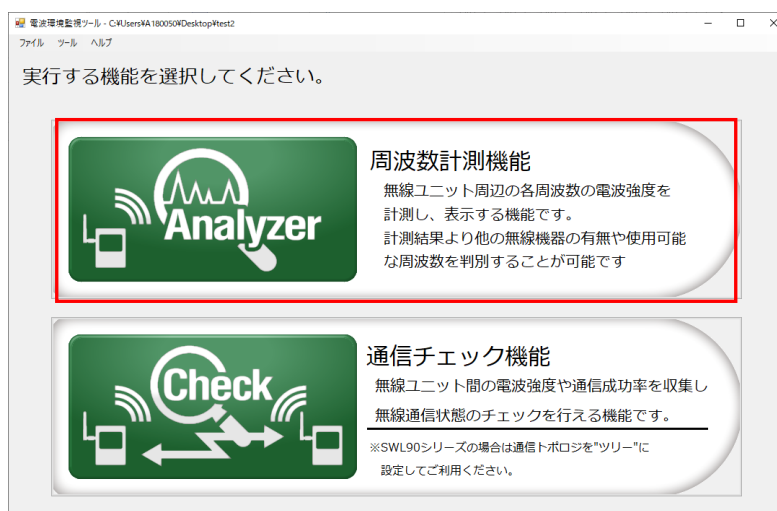 電波環境監視ツール - C:¥Users¥A180050¥Desktop¥test2
ファイル ツール ヘルプ
実行する機能を選択してください。
Analyzer
周波数計測機能
無線ユニット周辺の各周波数の電波強度を
計測し、表示する機能です。
計測結果より他の無線機器の有無や使用可能
な周波数を判別することが可能です
Check
通信チェック機能
無線ユニット間の電波強度や通信成功率を収集し
無線通信状態のチェックを行える機能です。
※SWL90シリーズの場合は通信トポロジを"ツリー"に
設定してご利用ください。